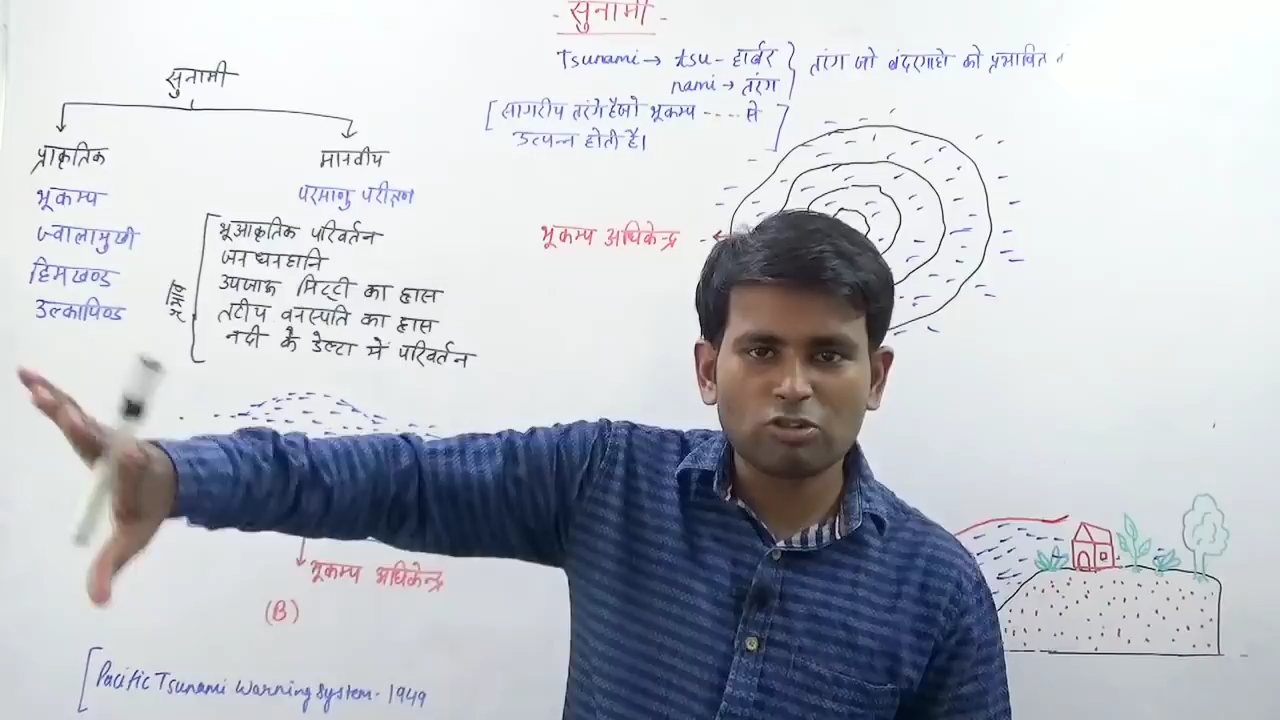 - सुनामी -
Tsunami → tsu - हार्बर
nami → तरंग
तरंग जो बंदरगाहो को प्रभावित
[सागरीय तरंगे है जो भूकम्प ---- से
उत्पन्न होती है। ]
सुनामी
प्राकृतिक
भूकम्प
ज्वालामुखी
हिमखण्ड
उल्कापिण्ड
मानवीय
परमाणु परीक्षण
भूआकृतिक परिवर्तन
जन धन हानि
उपजाऊ मिट्टी का ह्रास
तटीय वनस्पति का ह्रास
नदी के डेल्टा में परिवर्तन
भूकम्प अधिकेन्द्र
भूकम्प अधिकेन्द्र
(B)
[Pacific Tsunami Warning System - 1949